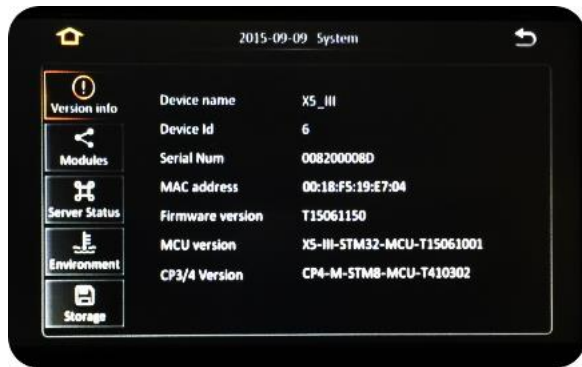 2015-09-09 System
Version info
Modules
Server Status
Environment
Storage
Device name X5_III
Device Id 6
Serial Num 008200008D
MAC address 00:18:F5:19:E7:04
Firmware version T15061150
MCU version X5-III-STM32-MCU-T15061001
CP3/4 Version CP4-M-STM8-MCU-T410302